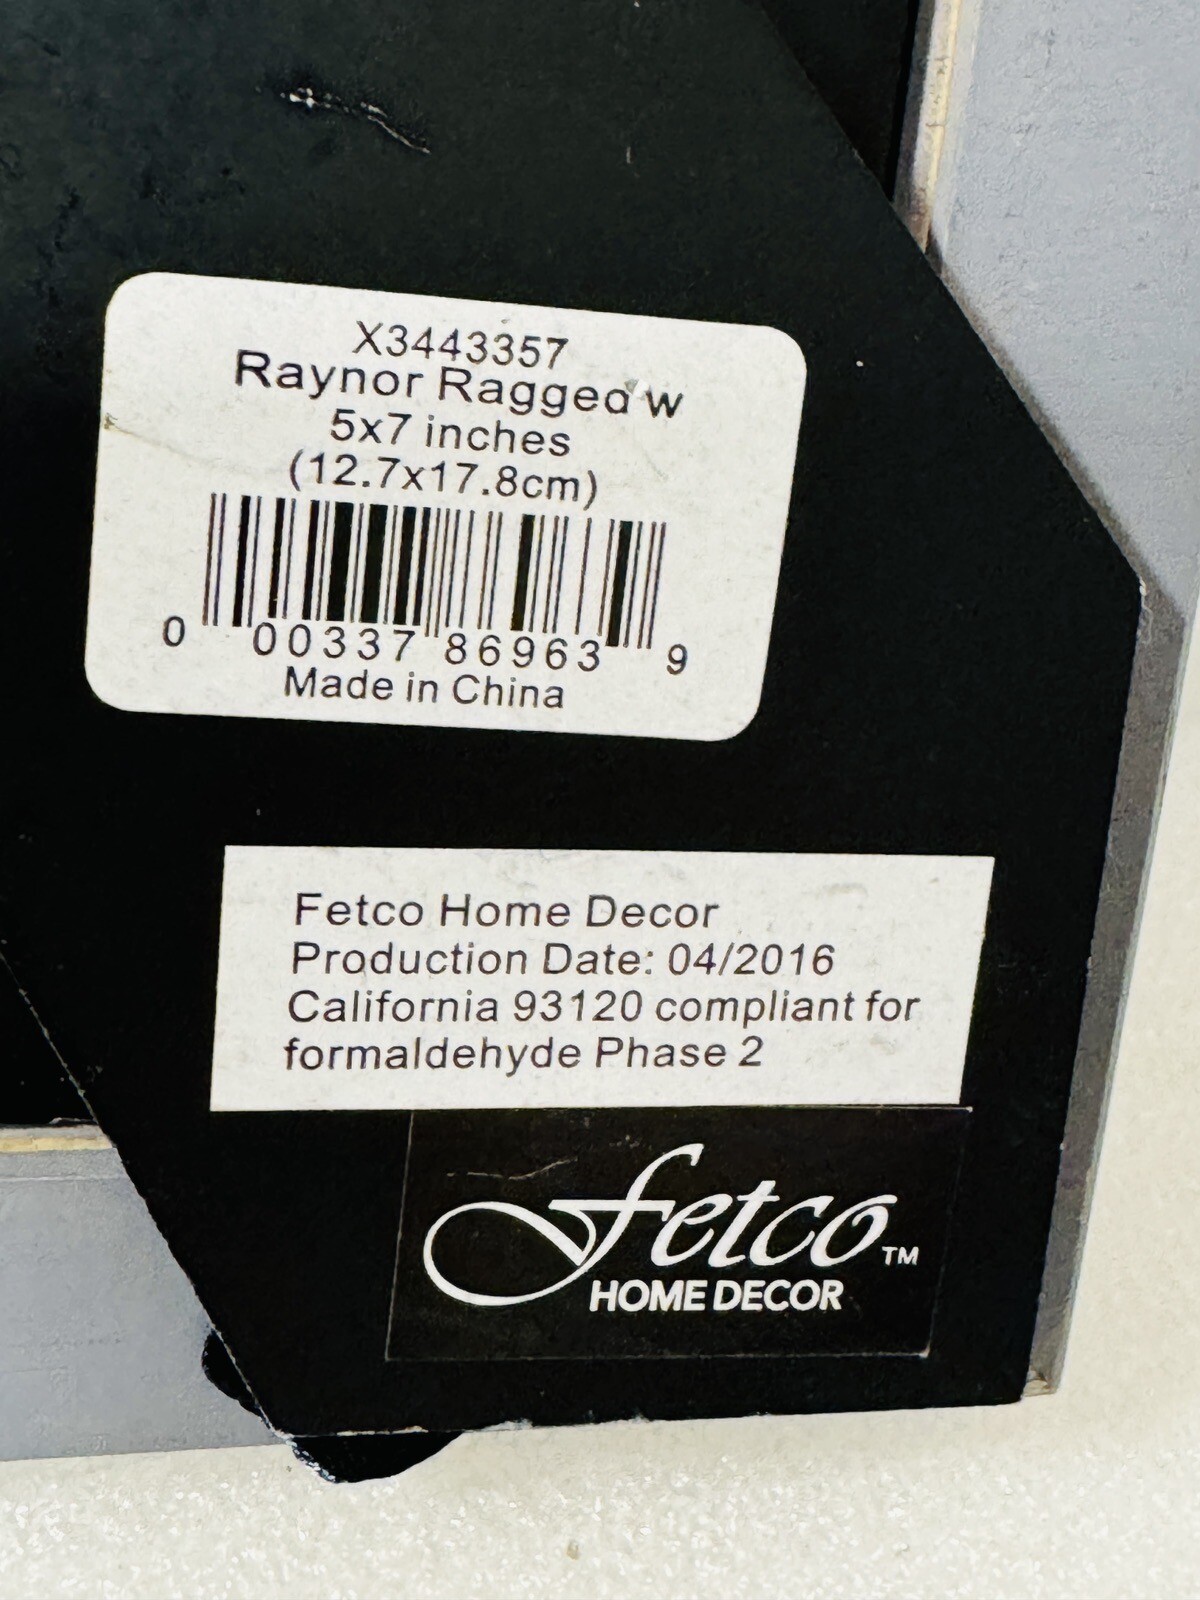 X3443357
Raynor Ragged w
5x7 inches
(12.7x17.8cm)
0 00337 86963 9
Made in China
Fetco Home Decor
Production Date: 04/2016
California 93120 compliant for
formaldehyde Phase 2
fetco™
HOME DECOR